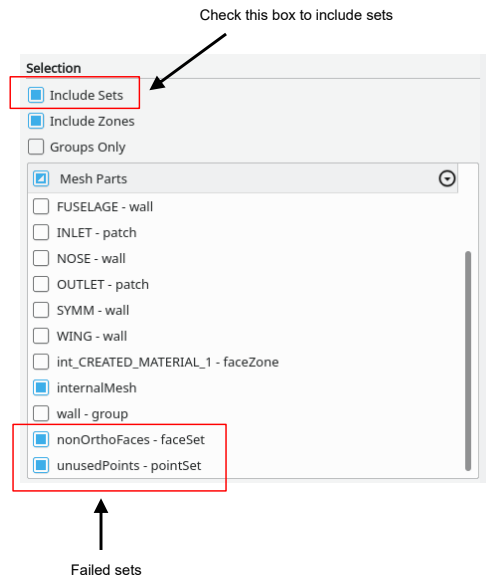 Check this box to include sets
Selection
Include Sets
Include Zones
Groups Only
Mesh Parts
FUSELAGE - wall
INLET - patch
NOSE - wall
OUTLET - patch
SYMM - wall
WING - wall
int_CREATED_MATERIAL_1 - faceZone
internalMesh
wall - group
nonOrthoFaces - faceSet
unusedPoints - pointSet
Failed sets